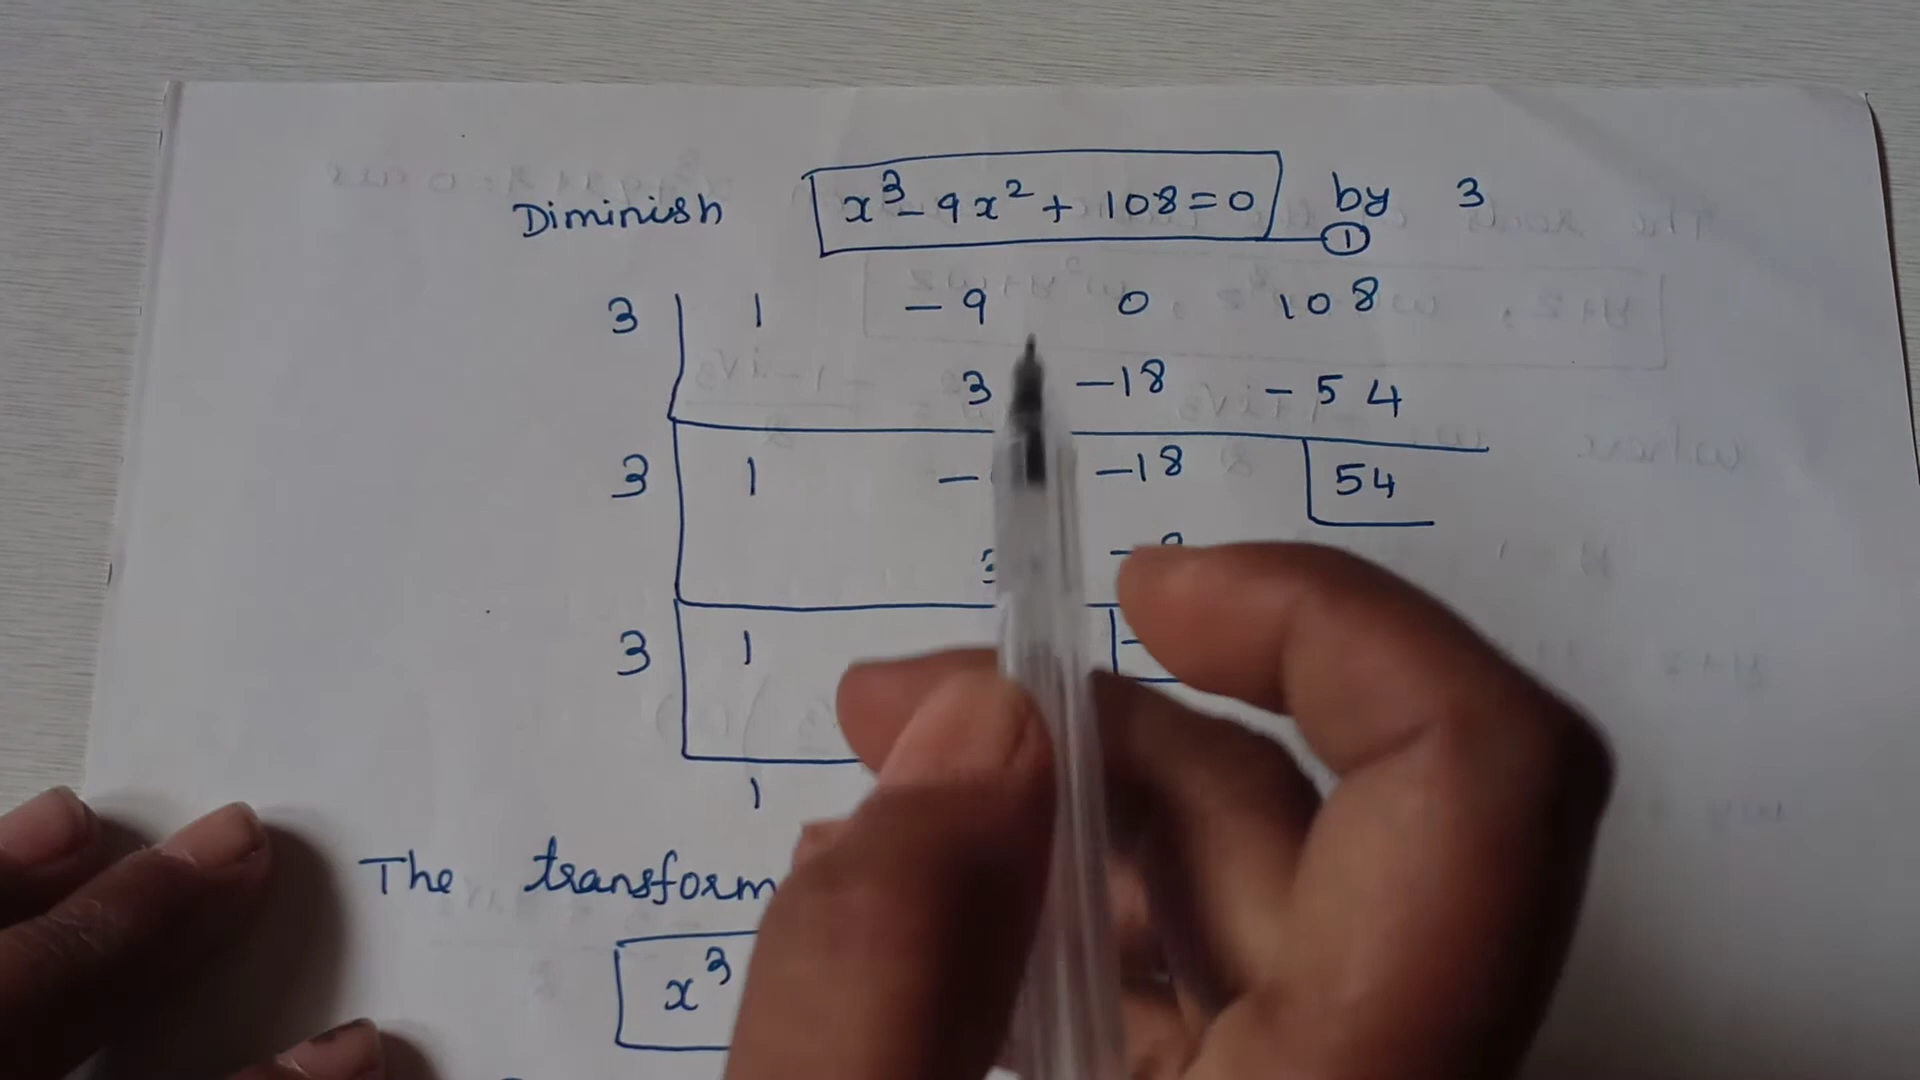 Diminish x³ - 9x² + 108 = 0 by 3
①
3 1 -9 0 108
3 -18 -54
3 1 - -18 54
-9
3 1 -
1
The transform
x³